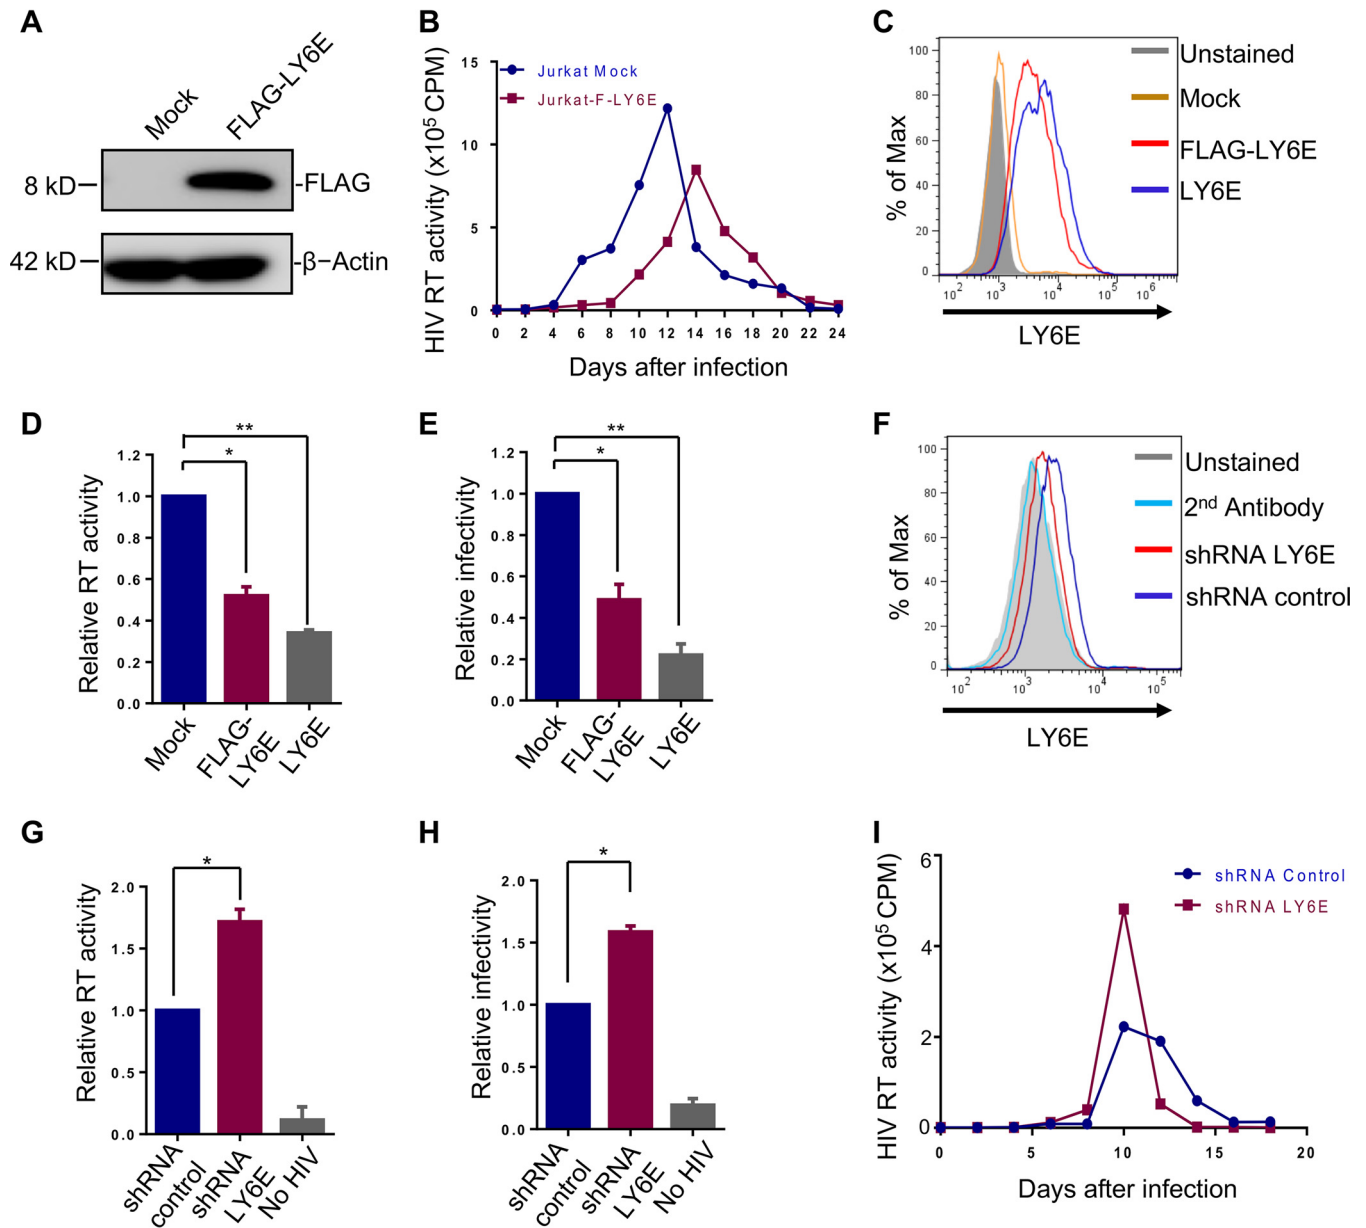 A
Mock
FLAG-LY6E
8 kD
-FLAG
42 kD
-β-Actin
B
HIV RT activity (x10⁵ CPM)
15
10
5
0
Jurkat Mock
Jurkat-F-LY6E
0 2 4 6 8 10 12 14 16 18 20 22 24
Days after infection
C
% of Max
100
80
60
40
20
0
10² 10³ 10⁴ 10⁵ 10⁶
LY6E
Unstained
Mock
FLAG-LY6E
LY6E
D
Relative RT activity
1.2
1.0
0.8
0.6
0.4
0.2
0.0
**
*
Mock
FLAG-
LY6E
LY6E
E
Relative infectivity
1.2
1.0
0.8
0.6
0.4
0.2
0.0
**
*
Mock
FLAG-
LY6E
LY6E
F
% of Max
100
80
60
40
20
0
10² 10³ 10⁴ 10⁵
LY6E
Unstained
2nd Antibody
shRNA LY6E
shRNA control
G
Relative RT activity
2.0
1.5
1.0
0.5
0.0
*
shRNA
control
shRNA
LY6E
No HIV
H
Relative infectivity
2.0
1.5
1.0
0.5
0.0
*
shRNA
control
shRNA
LY6E
No HIV
I
HIV RT activity (x10⁵ CPM)
6
4
2
0
shRNA Control
shRNA LY6E
0 5 10 15 20
Days after infection